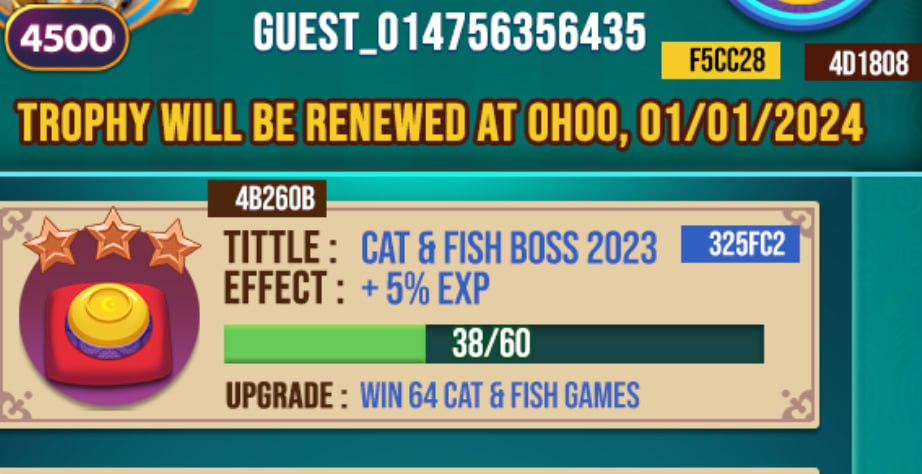 4500
GUEST_014756356435
F5CC28
4D1808
TROPHY WILL BE RENEWED AT 0H00, 01/01/2024
4B260B
TITTLE : CAT & FISH BOSS 2023
325FC2
EFFECT : + 5% EXP
38/60
UPGRADE : WIN 64 CAT & FISH GAMES